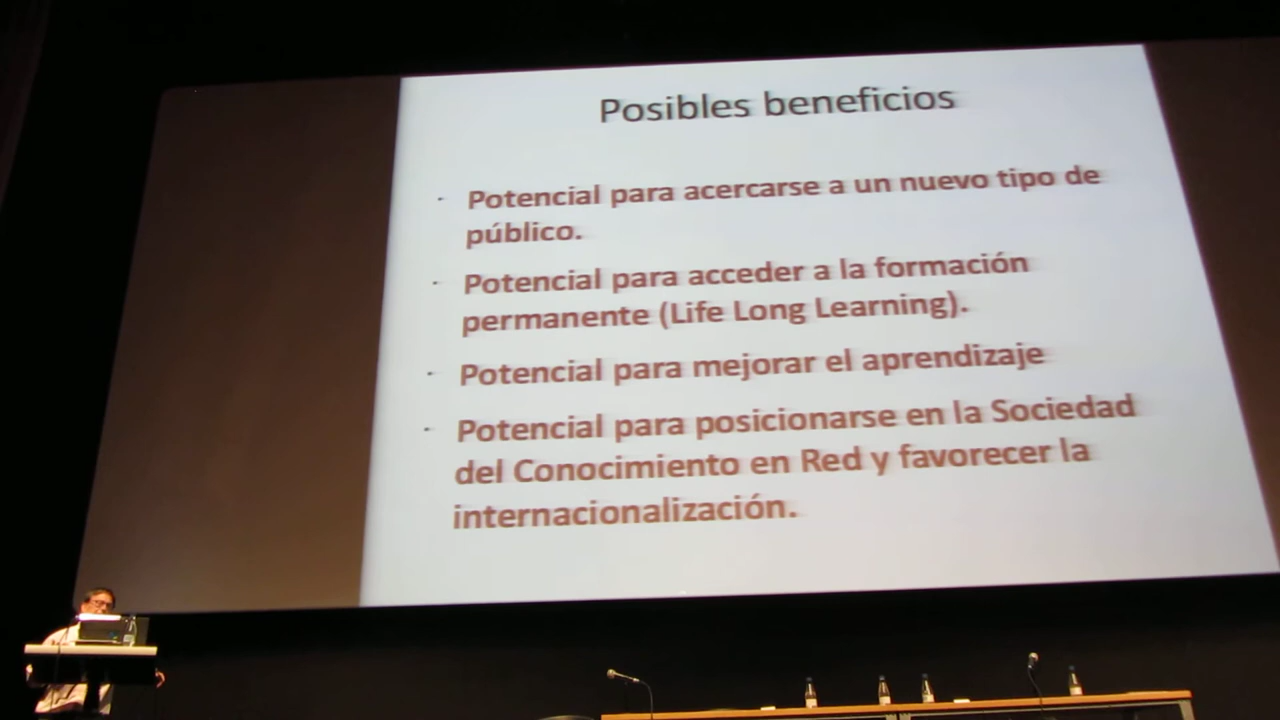 Posibles beneficios
· Potencial para acercarse a un nuevo tipo de
público.
· Potencial para acceder a la formación
permanente (Life Long Learning).
· Potencial para mejorar el aprendizaje
· Potencial para posicionarse en la Sociedad
del Conocimiento en Red y favorecer la
internacionalización.